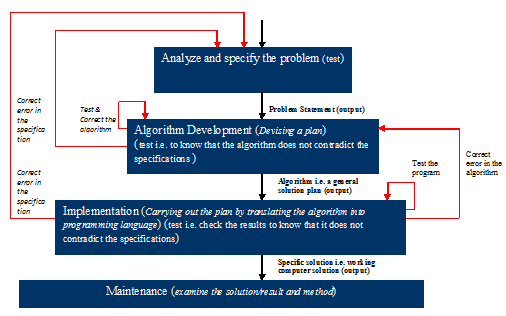 Analyze and specify the problem (test)
Correct
error in
the
specifica
tion
Test &
Correct the
algorithm
Problem Statement (output)
Algorithm Development (Devising a plan)
(test i.e. to know that the algorithm does not contradict the
specifications )
Correct
error in
the
specifica
tion
Algorithm i.e. a general
solution plan (output)
Test the
program
Correct
error in the
algorithm
Implementation (Carrying out the plan by translating the algorithm into
programming language) (test i.e. check the results to know that it does not
contradict the specifications)
Specific solution i.e. working
computer solution (output)
Maintenance (examine the solution/result and method)